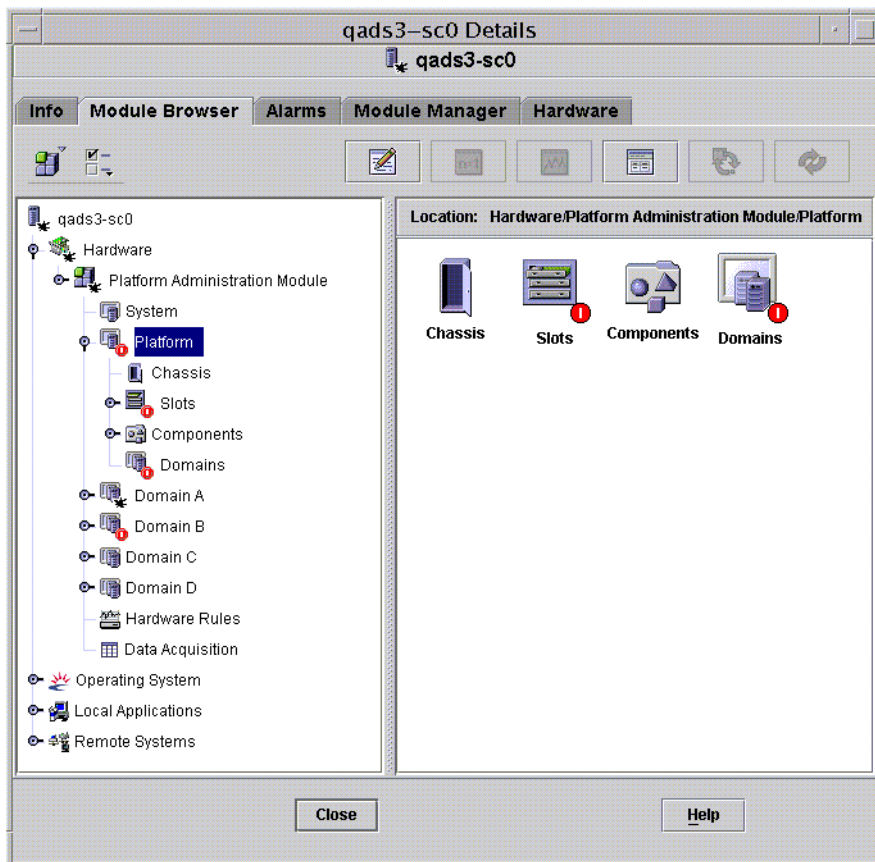 qads3-sc0 Details
qads3-sc0
Info Module Browser Alarms Module Manager Hardware
n=1
qads3-sc0
Hardware
Platform Administration Module
System
Platform
Chassis
Slots
Components
Domains
Domain A
Domain B
Domain C
Domain D
Hardware Rules
Data Acquisition
Operating System
Local Applications
Remote Systems
Location: Hardware/Platform Administration Module/Platform
Chassis Slots Components Domains
Close Help